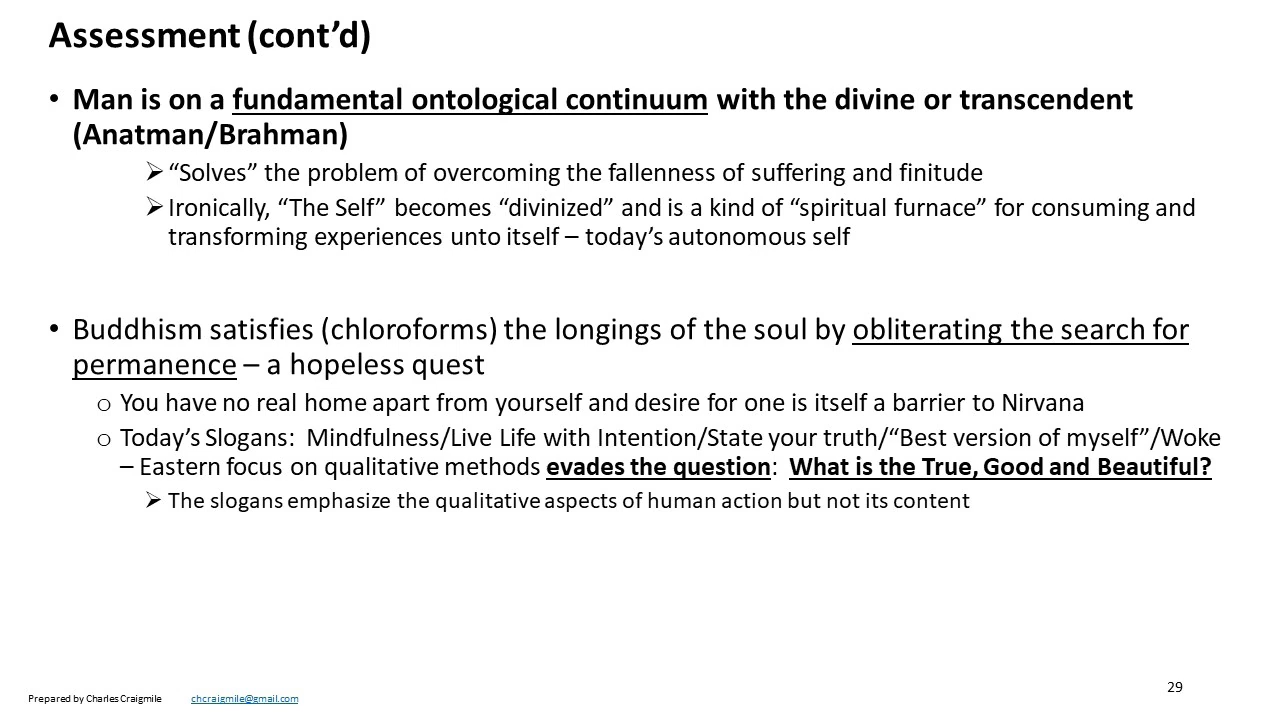 Assessment (cont’d)
• Man is on a fundamental ontological continuum with the divine or transcendent
(Anatman/Brahman)
➢ “Solves” the problem of overcoming the fallenness of suffering and finitude
➢ Ironically, “The Self” becomes “divinized” and is a kind of “spiritual furnace” for consuming and
transforming experiences unto itself – today’s autonomous self
• Buddhism satisfies (chloroforms) the longings of the soul by obliterating the search for
permanence – a hopeless quest
o You have no real home apart from yourself and desire for one is itself a barrier to Nirvana
o Today’s Slogans: Mindfulness/Live Life with Intention/State your truth/“Best version of myself”/Woke
– Eastern focus on qualitative methods evades the question: What is the True, Good and Beautiful?
➢ The slogans emphasize the qualitative aspects of human action but not its content
29
Prepared by Charles Craigmile chcraigmile@gmail.com